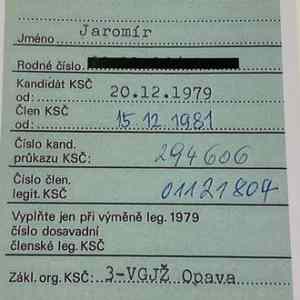 Jméno Jaromír
Rodné číslo.
Kandidát KSČ
od: 20.12.1979
Člen KSČ
od: 15.12.1981
Číslo kand.
průkazu KSČ: 294606
Číslo člen.
legit. KSČ 01121804
Vyplňte jen při výměně leg. 1979
číslo dosavadní
členské leg. KSČ
Zákl. org. KSČ: 3-VGJŽ Opava